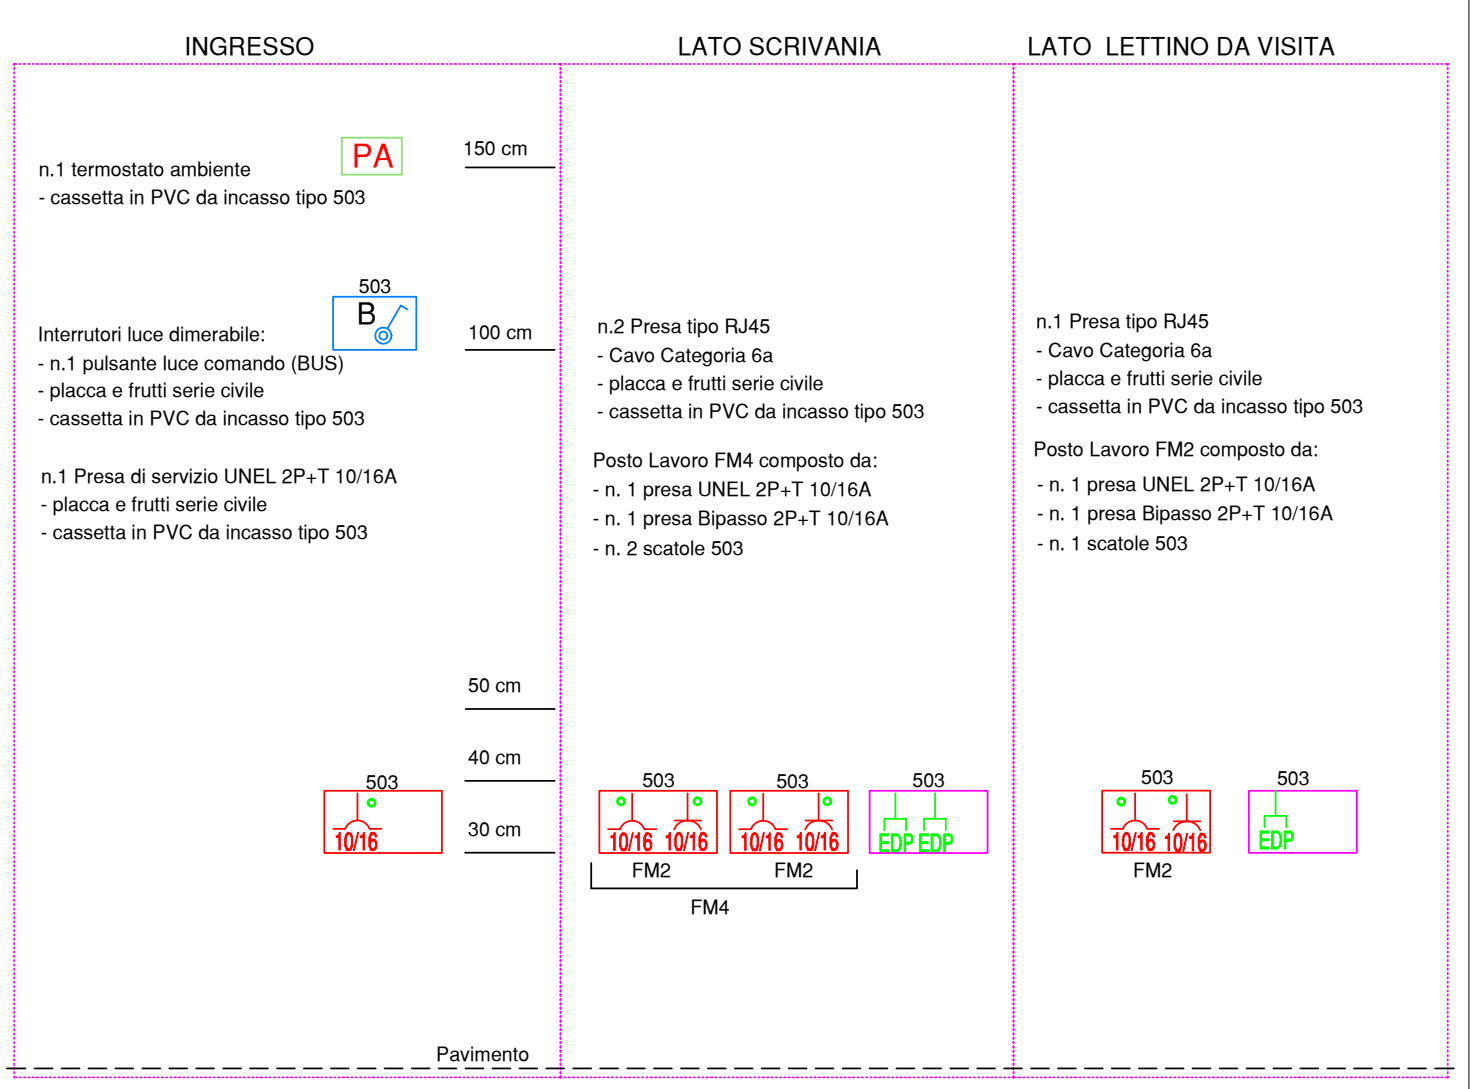 INGRESSO
n.1 termostato ambiente
- cassetta in PVC da incasso tipo 503
PA
150 cm
503
B
100 cm
Interrutori luce dimerabile:
- n.1 pulsante luce comando (BUS)
- placca e frutti serie civile
- cassetta in PVC da incasso tipo 503
n.1 Presa di servizio UNEL 2P+T 10/16A
- placca e frutti serie civile
- cassetta in PVC da incasso tipo 503
50 cm
40 cm
30 cm
503
10/16
Pavimento
LATO SCRIVANIA
n.2 Presa tipo RJ45
- Cavo Categoria 6a
- placca e frutti serie civile
- cassetta in PVC da incasso tipo 503
Posto Lavoro FM4 composto da:
- n. 1 presa UNEL 2P+T 10/16A
- n. 1 presa Bipasso 2P+T 10/16A
- n. 2 scatole 503
503 503 503
10/16 10/16 10/16 10/16 EDP EDP
FM2 FM2
FM4
LATO LETTINO DA VISITA
n.1 Presa tipo RJ45
- Cavo Categoria 6a
- placca e frutti serie civile
- cassetta in PVC da incasso tipo 503
Posto Lavoro FM2 composto da:
- n. 1 presa UNEL 2P+T 10/16A
- n. 1 presa Bipasso 2P+T 10/16A
- n. 1 scatole 503
503 503
10/16 10/16 EDP
FM2